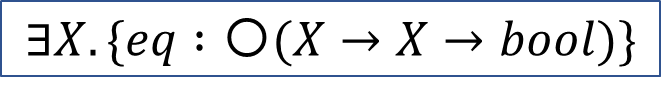 ∃X.{eq : ○(X → X → bool)}